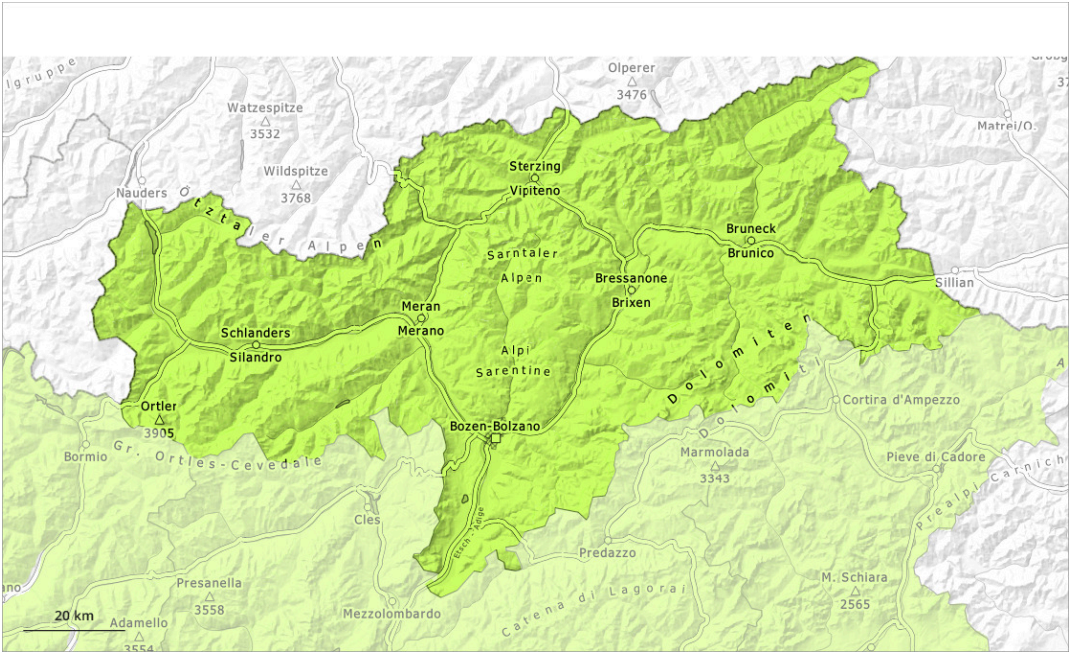 Olperer
3476
Watzespitze
3532
Matrei/O.
Sterzing
Vipiteno
Wildspitze
3768
Nauders
Ötztaler Alpen
Bruneck
Brunico
Sarntaler
Alpen
Bressanone
Brixen
Sillian
Meran
Merano
Schlanders
Silandro
Alpi
Sarentine
Dolomiten
Dolomiti
Ortler
3905
Cortina d'Ampezzo
Bozen-Bolzano
Gr. Ortles-Cevedale
Bormio
Marmolada
3343
Pieve di Cadore
Prealpi Carnich
Cles
Etsch - Adige
Predazzo
Presanella
3558
M. Schiara
2565
Mezzolombardo
Catena di Lagorai
20 km
Adamello
3554